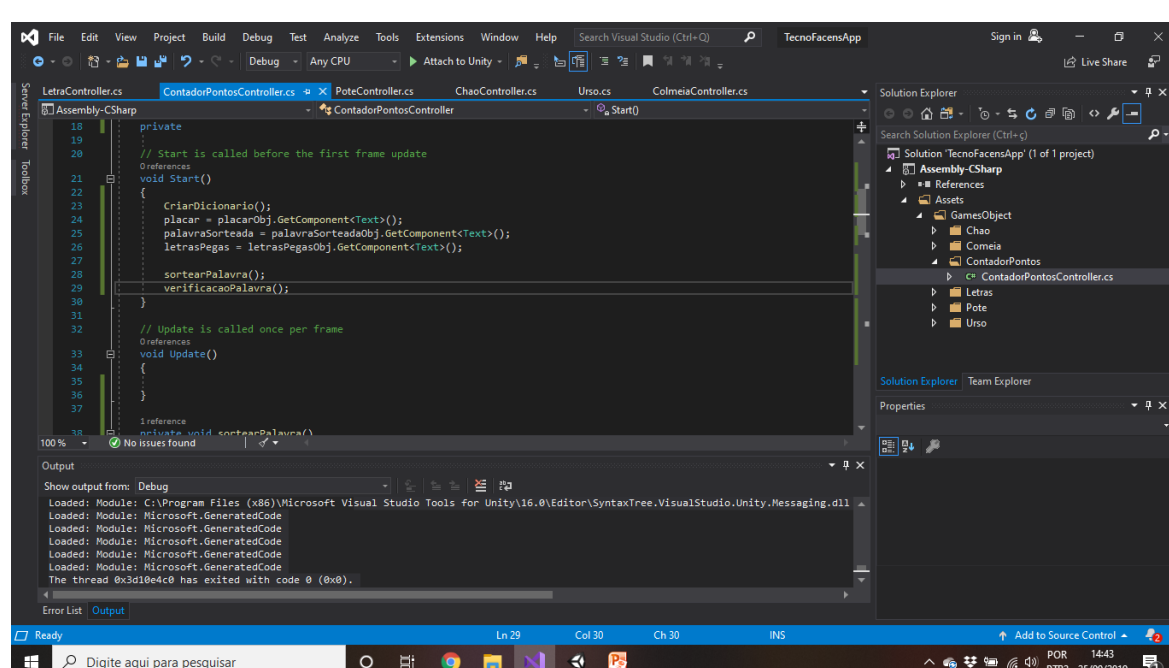 File Edit View Project Build Debug Test Analyze Tools Extensions Window Help Search Visual Studio (Ctrl+Q) TecnoFacensApp Sign in
Debug Any CPU Attach to Unity Live Share
Server Explorer
Toolbox
LetraController.cs ContadorPontosController.cs PoteController.cs ChaoController.cs Urso.cs ColmeiaController.cs
Assembly-CSharp ContadorPontosController Start()
18 private
19
20 // Start is called before the first frame update
0 references
21 void Start()
22 {
23 CriarDicionario();
24 placar = placarObj.GetComponent<Text>();
25 palavraSorteada = palavraSorteadaObj.GetComponent<Text>();
26 letrasPegas = letrasPegasObj.GetComponent<Text>();
27
28 sortearPalavra();
29 verificacaoPalavra();
30 }
31
32 // Update is called once per frame
0 references
33 void Update()
34 {
35
36 }
37
1 reference
38 private void sortearPalavra()
100 % No issues found
Output
Show output from: Debug
Loaded: Module: C:\Program Files (x86)\Microsoft Visual Studio Tools for Unity\16.0\Editor\SyntaxTree.VisualStudio.Unity.Messaging.dll
Loaded: Module: Microsoft.GeneratedCode
Loaded: Module: Microsoft.GeneratedCode
Loaded: Module: Microsoft.GeneratedCode
Loaded: Module: Microsoft.GeneratedCode
Loaded: Module: Microsoft.GeneratedCode
The thread 0x3d10e4c0 has exited with code 0 (0x0).
Error List Output
Solution Explorer
Search Solution Explorer (Ctrl+ç)
Solution 'TecnoFacensApp' (1 of 1 project)
Assembly-CSharp
References
Assets
GamesObject
Chao
Comeia
ContadorPontos
C# ContadorPontosController.cs
Letras
Pote
Urso
Solution Explorer Team Explorer
Properties
Ready Ln 29 Col 30 Ch 30 INS Add to Source Control 2
Digite aqui para pesquisar
POR 14:43